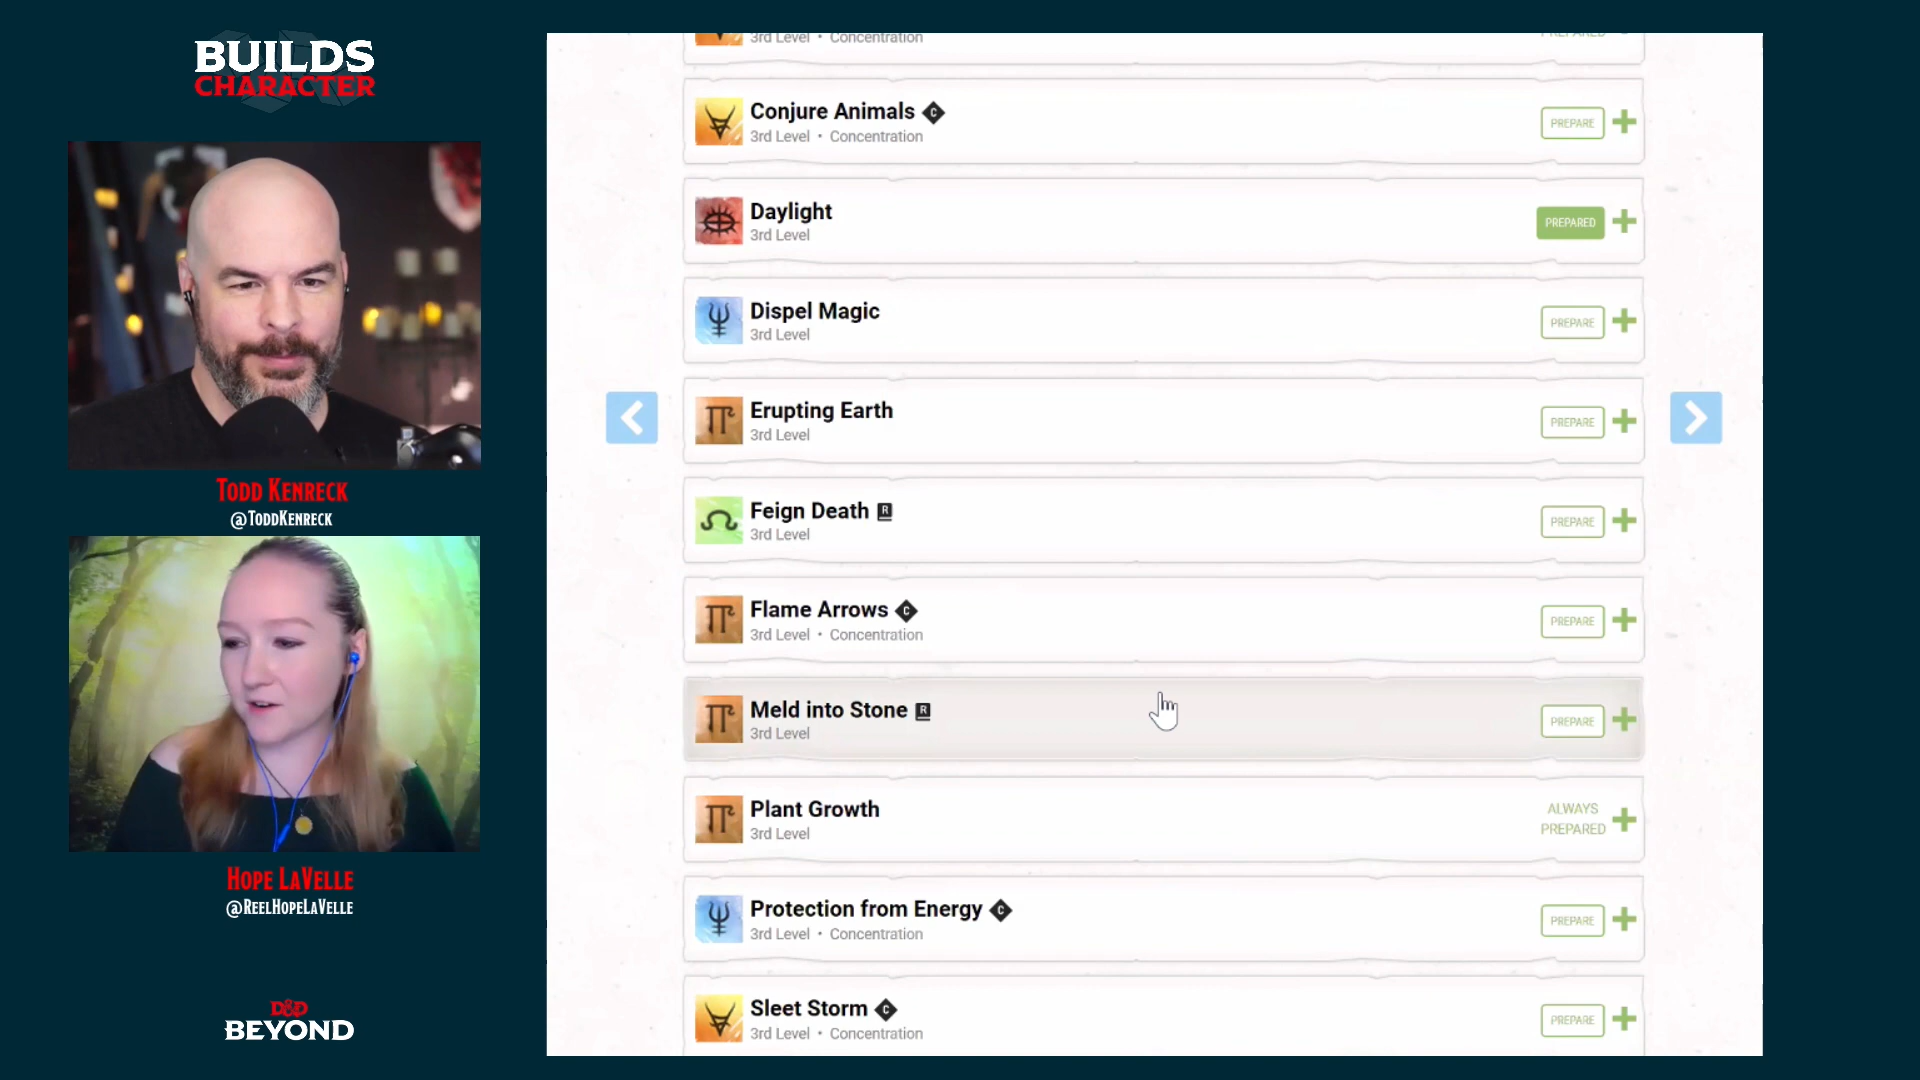 BUILDS
CHARACTER
TODD KENRECK
@TODDKENRECK
HOPE LAVELLE
@REELHOPELAVELLE
D&D
BEYOND
3rd Level • Concentration
PREPARED
Conjure Animals C
3rd Level • Concentration
PREPARE
Daylight
3rd Level
PREPARED
Dispel Magic
3rd Level
PREPARE
Erupting Earth
3rd Level
PREPARE
Feign Death R
3rd Level
PREPARE
Flame Arrows C
3rd Level • Concentration
PREPARE
Meld into Stone R
3rd Level
PREPARE
Plant Growth
3rd Level
ALWAYS
PREPARED
Protection from Energy C
3rd Level • Concentration
PREPARE
Sleet Storm C
3rd Level • Concentration
PREPARE